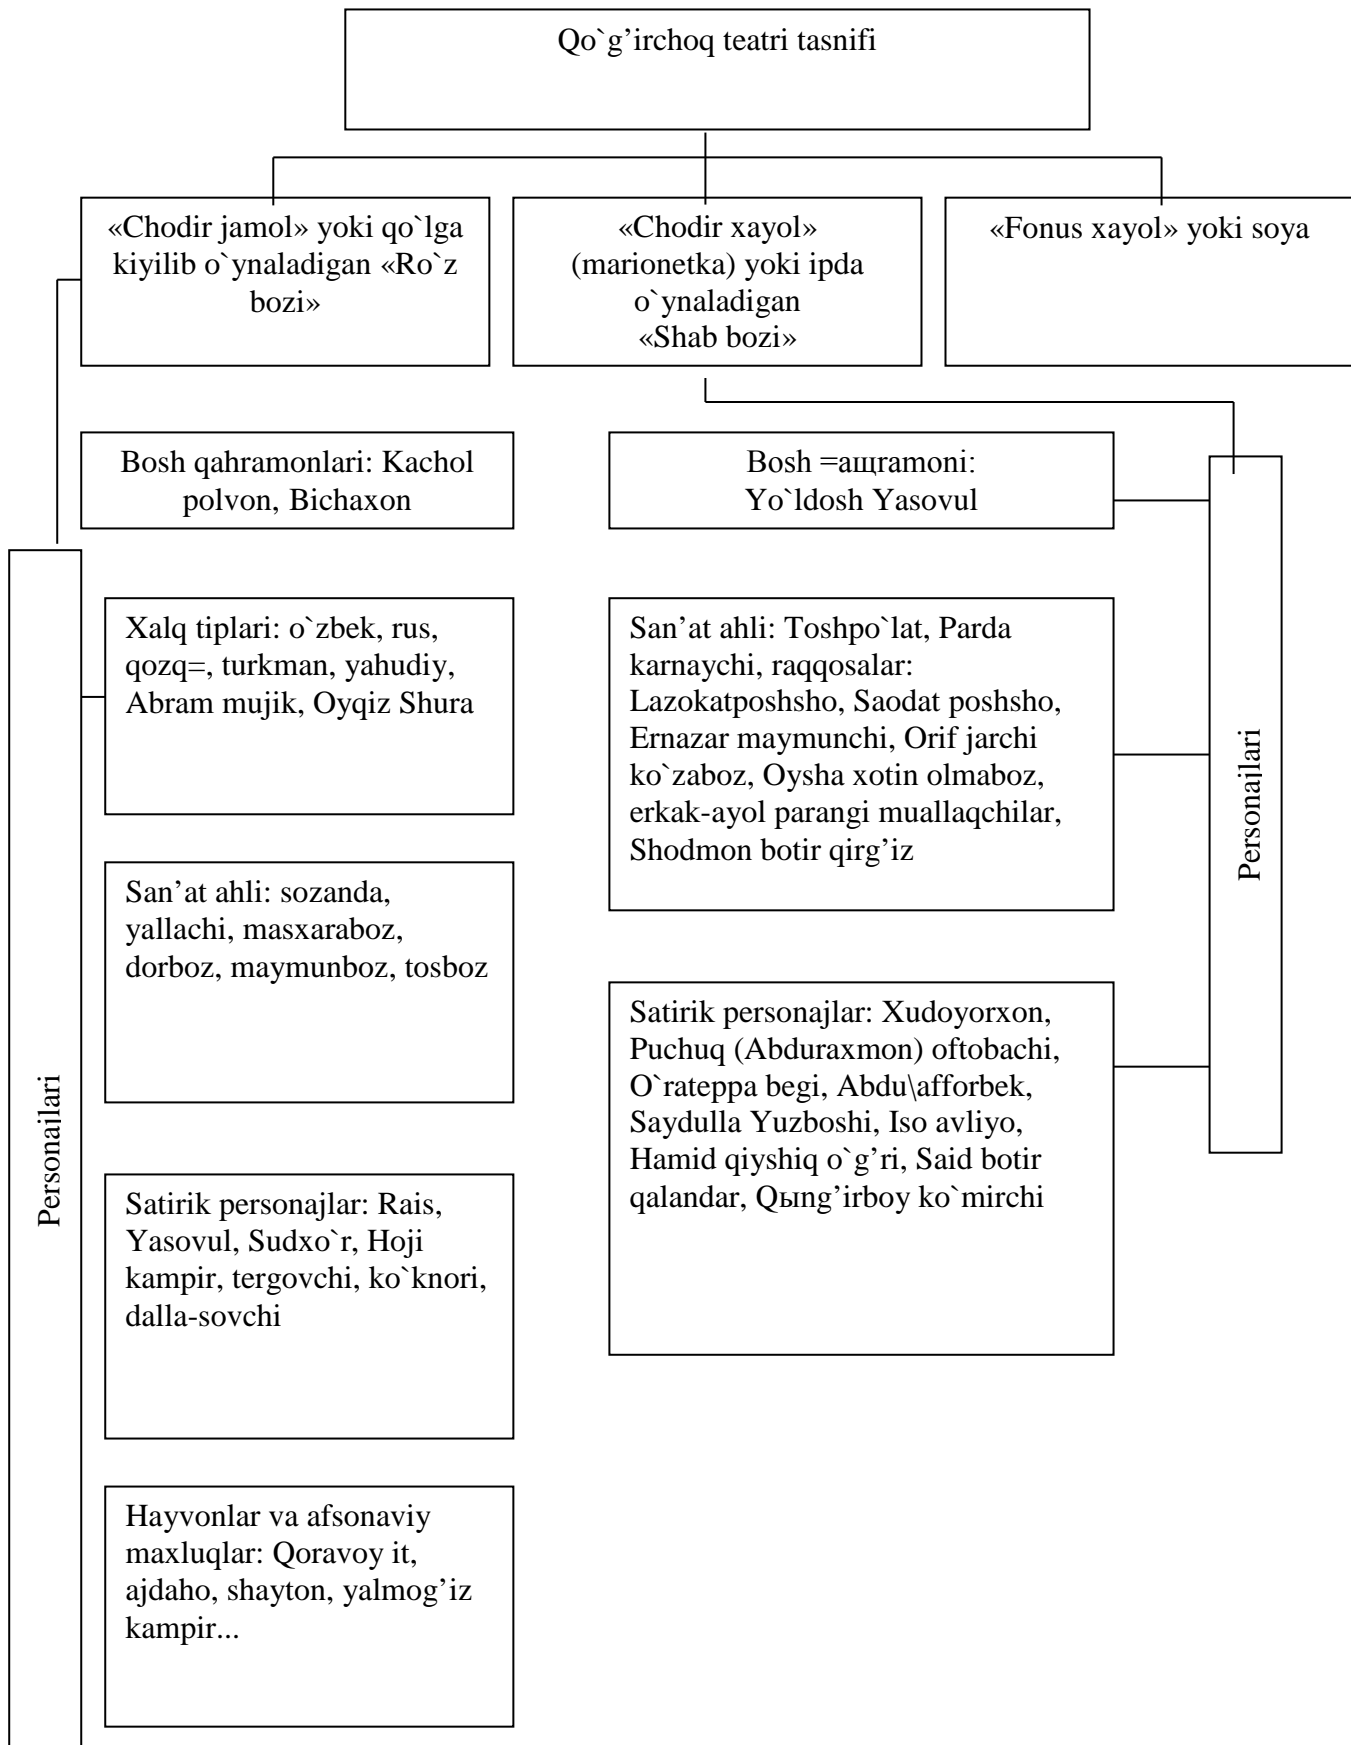 Qo`g’irchoq teatri tasnifi
«Chodir jamol» yoki qo`lga
kiyilib o`ynaladigan «Ro`z
bozi»
«Chodir xayol»
(marionetka) yoki ipda
o`ynaladigan
«Shab bozi»
«Fonus xayol» yoki soya
Bosh qahramonlari: Kachol
polvon, Bichaxon
Bosh =ащramoni:
Yo`ldosh Yasovul
Personajlari
Xalq tiplari: o`zbek, rus,
qozq=, turkman, yahudiy,
Abram mujik, Oyqiz Shura
San’at ahli: sozanda,
yallachi, masxaraboz,
dorboz, maymunboz, tosboz
Satirik personajlar: Rais,
Yasovul, Sudxo`r, Hoji
kampir, tergovchi, ko`knori,
dalla-sovchi
Hayvonlar va afsonaviy
maxluqlar: Qoravoy it,
ajdaho, shayton, yalmog’iz
kampir...
San’at ahli: Toshpo`lat, Parda
karnaychi, raqqosalar:
Lazokatposhsho, Saodat poshsho,
Ernazar maymunchi, Orif jarchi
ko`zaboz, Oysha xotin olmaboz,
erkak-ayol parangi muallaqchilar,
Shodmon botir qirg’iz
Satirik personajlar: Xudoyorxon,
Puchuq (Abduraxmon) oftobachi,
O`rateppa begi, Abdu\afforbek,
Saydulla Yuzboshi, Iso avliyo,
Hamid qiyshiq o`g’ri, Said botir
qalandar, Qыng’irboy ko`mirchi
Personajlari